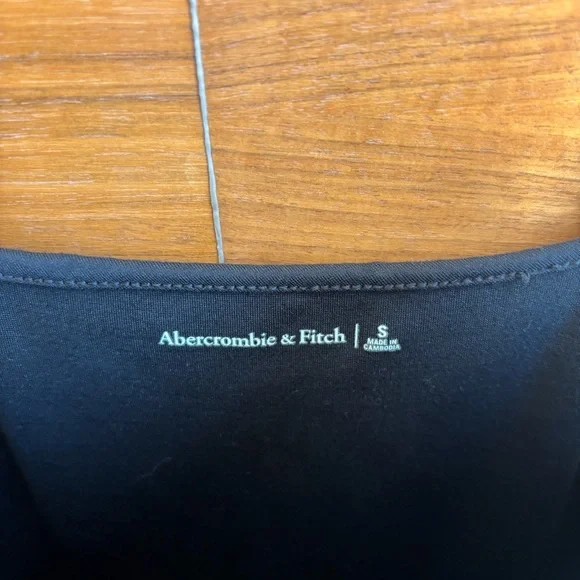 Abercrombie & Fitch | S
MADE IN
CAMBODIA